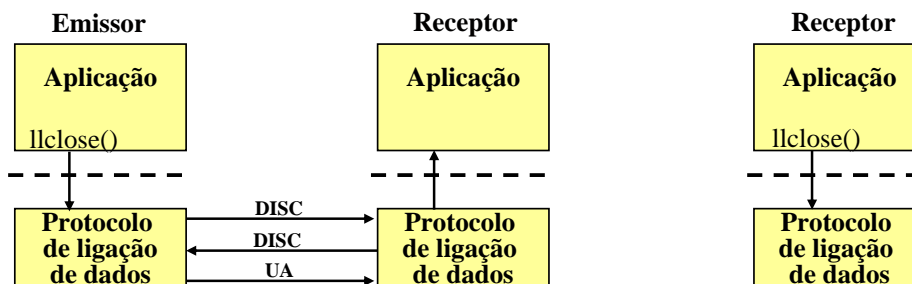 Emissor
Receptor
Receptor
Aplicação
Aplicação
Aplicação
llclose()
llclose()
DISC
DISC
UA
Protocolo
de ligação
de dados
Protocolo
de ligação
de dados
Protocolo
de ligação
de dados